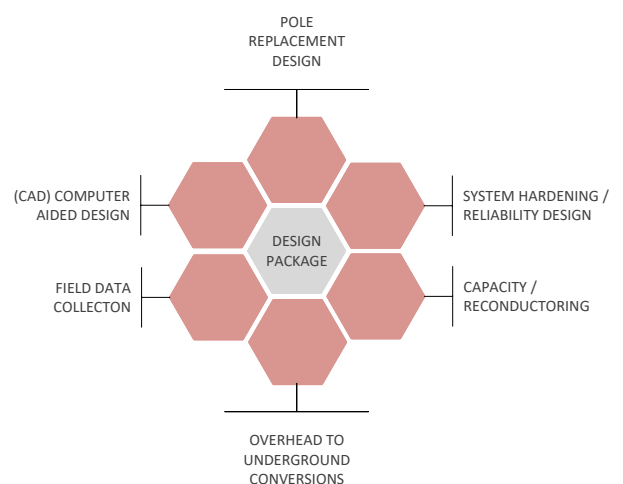 POLE
REPLACEMENT
DESIGN
(CAD) COMPUTER
AIDED DESIGN
SYSTEM HARDENING /
RELIABILITY DESIGN
DESIGN
PACKAGE
FIELD DATA
COLLECTON
CAPACITY /
RECONDUCTORING
OVERHEAD TO
UNDERGROUND
CONVERSIONS